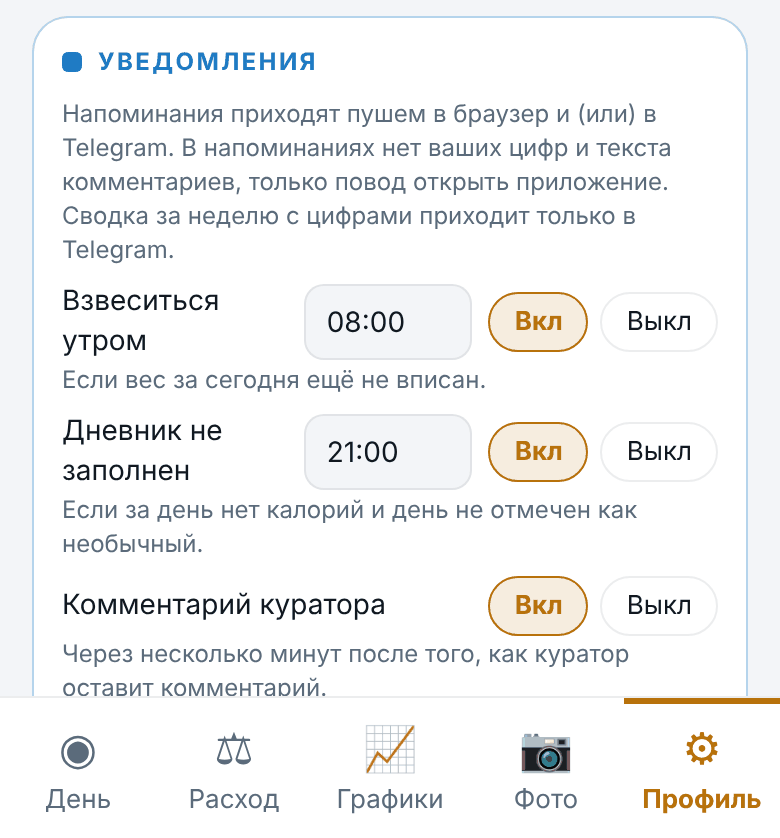 УВЕДОМЛЕНИЯ
Напоминания приходят пушем в браузер и (или) в
Telegram. В напоминаниях нет ваших цифр и текста
комментариев, только повод открыть приложение.
Сводка за неделю с цифрами приходит только в
Telegram.
Взвеситься
утром
08:00
Вкл
Выкл
Если вес за сегодня ещё не вписан.
Дневник не
заполнен
21:00
Вкл
Выкл
Если за день нет калорий и день не отмечен как
необычный.
Комментарий куратора
Вкл
Выкл
Через несколько минут после того, как куратор
оставит комментарий.
День
Расход
Графики
Фото
Профиль